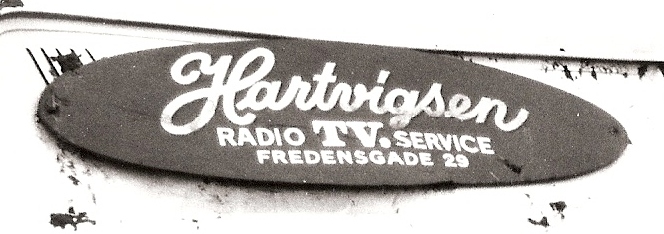 Hartvigsen
RADIO TV. SERVICE
FREDENSGADE 29